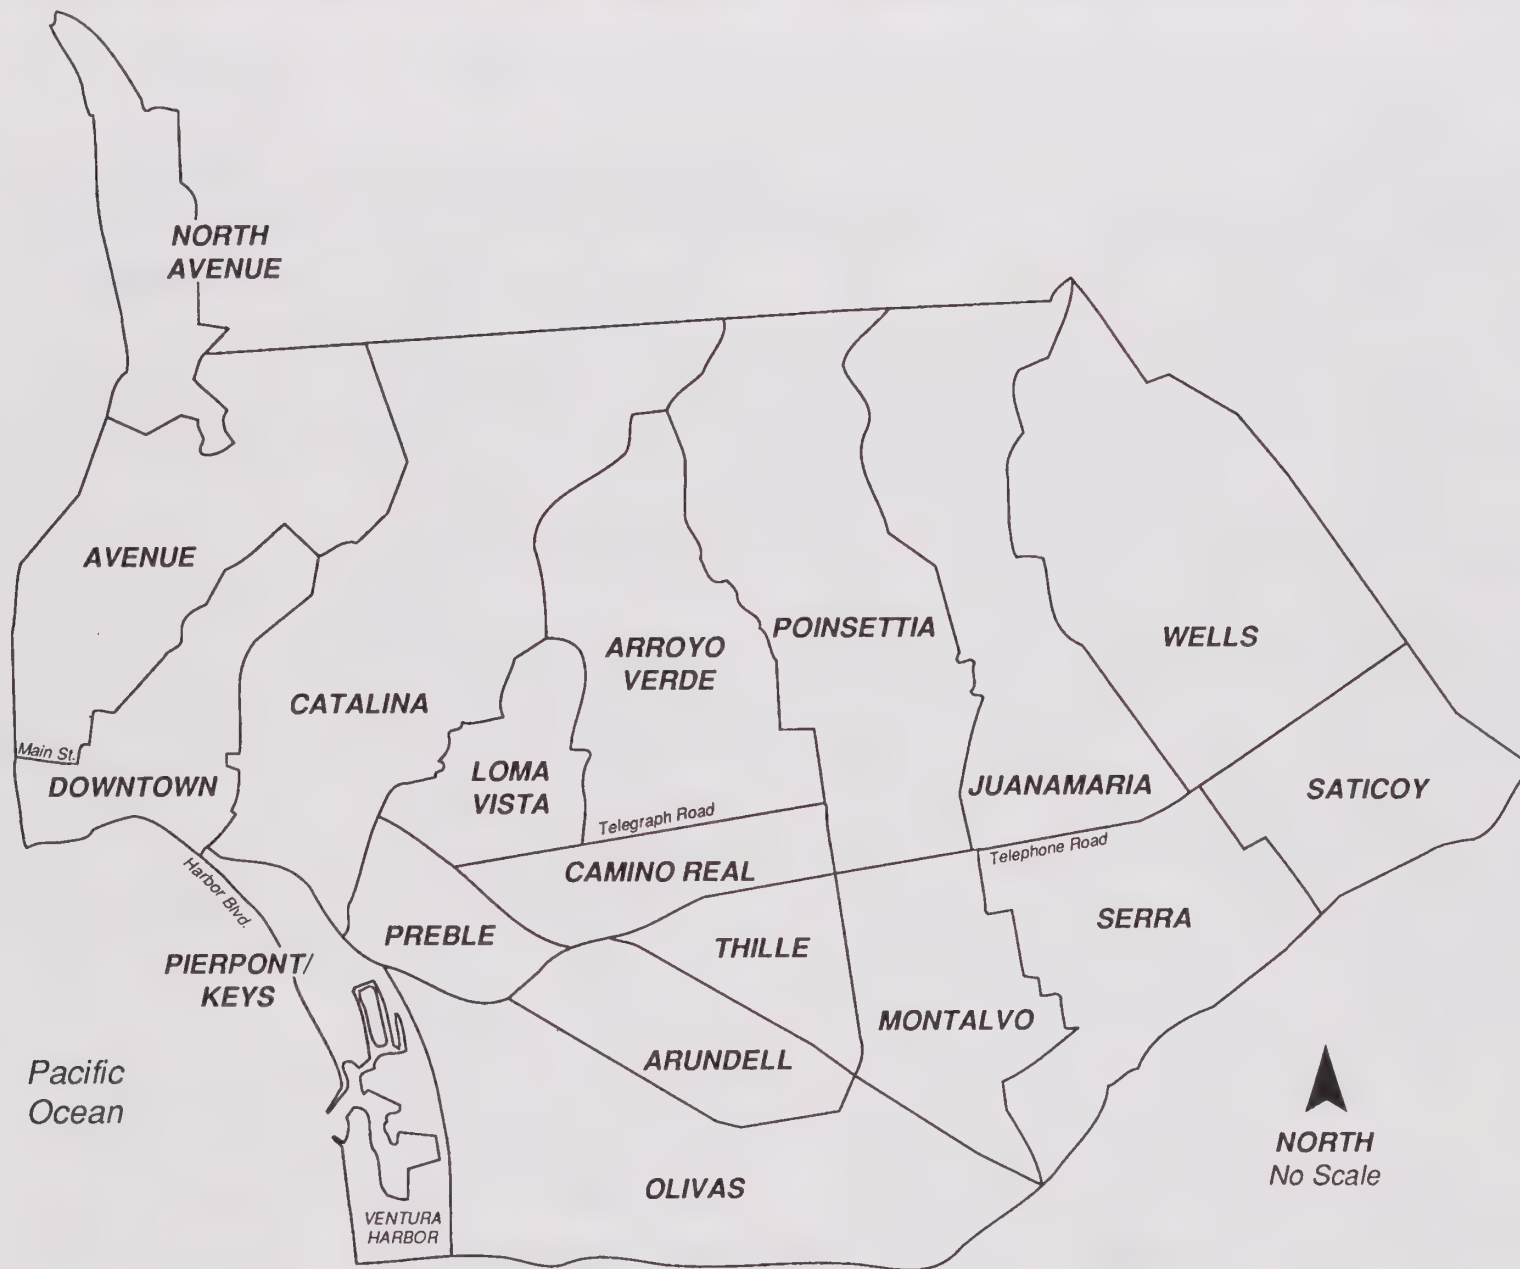 NORTH
AVENUE
AVENUE
POINSETTIA
WELLS
ARROYO
VERDE
CATALINA
Main St.
DOWNTOWN
LOMA
VISTA
JUANAMARIA
SATICOY
Telegraph Road
Telephone Road
CAMINO REAL
Harbor Blvd.
SERRA
PREBLE
THILLE
PIERPONT/
KEYS
MONTALVO
ARUNDELL
Pacific
Ocean
NORTH
No Scale
OLIVAS
VENTURA
HARBOR